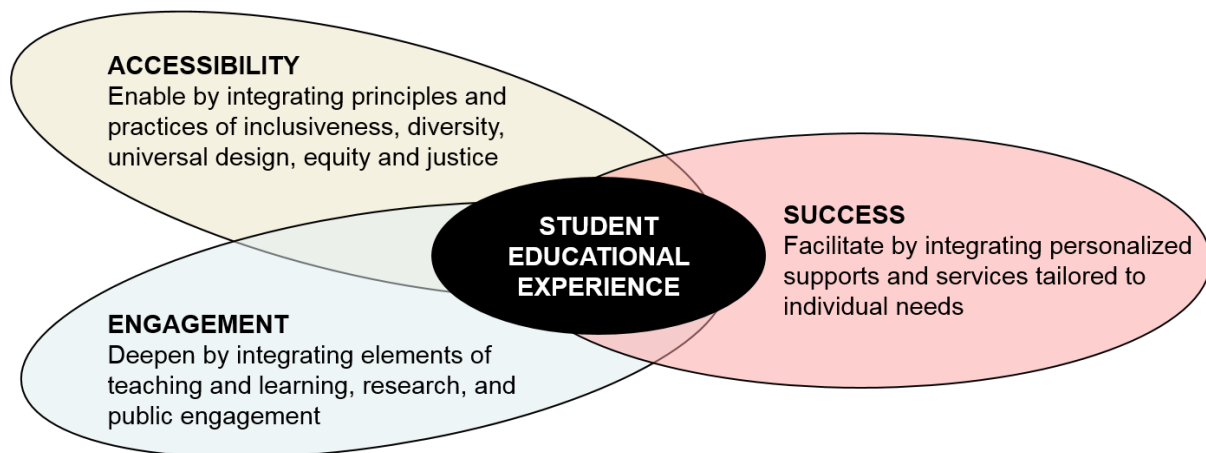 ACCESSIBILITY
Enable by integrating principles and
practices of inclusiveness, diversity,
universal design, equity and justice
STUDENT
EDUCATIONAL
EXPERIENCE
SUCCESS
Facilitate by integrating personalized
supports and services tailored to
individual needs
ENGAGEMENT
Deepen by integrating elements of
teaching and learning, research, and
public engagement